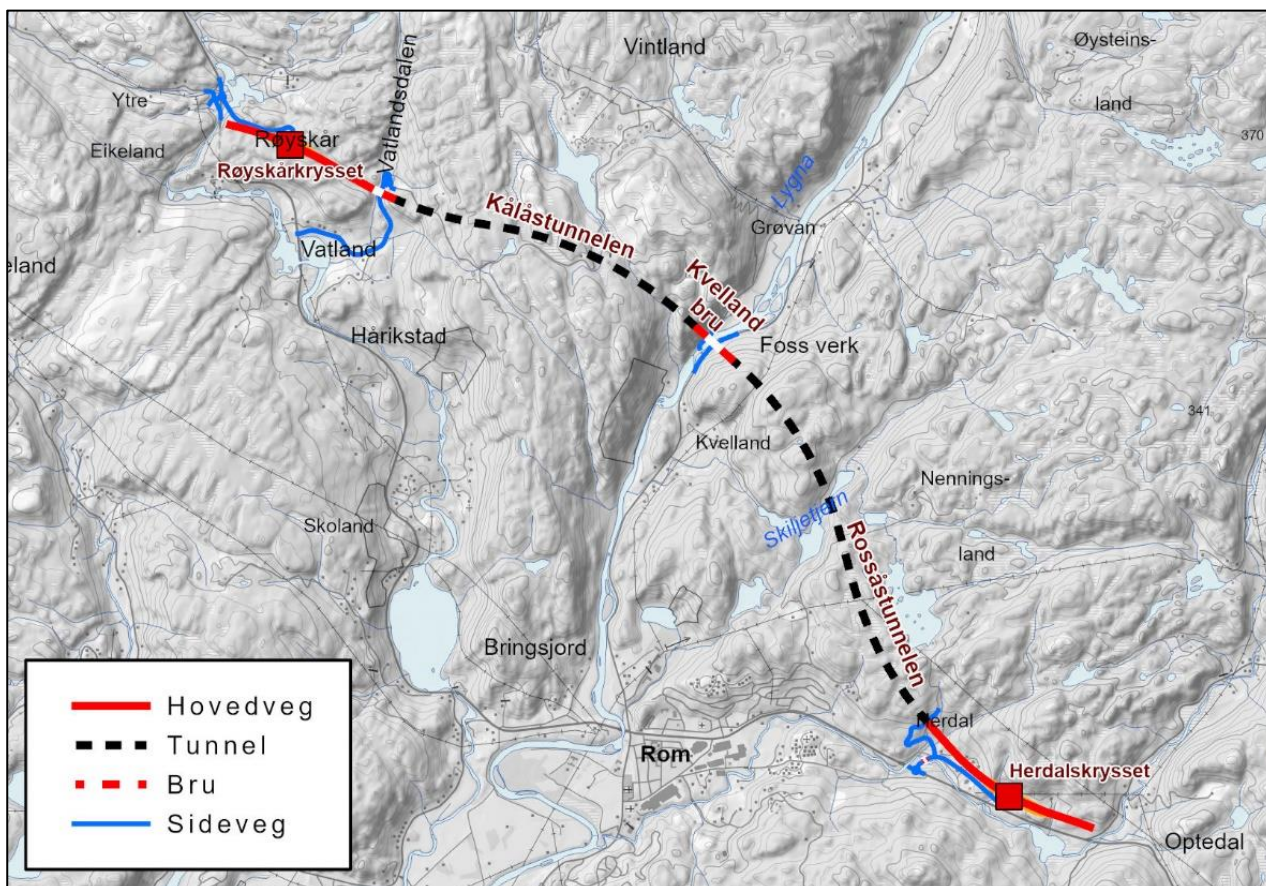 Vintland
Øysteins-
land
370
Ytre
Eikeland
Røyskår
Røyskårkrysset
Vatlandsdalen
Vatland
eland
Kålåstunnelen
Lygna
Grøvan
Kvelland
bru
Foss verk
Hårikstad
Kvelland
341
Nennings-
land
Skiljetjern
Skoland
Rossåstunnelen
Bringsjord
Rom
Herdal
Herdalskrysset
Optedal
Hovedveg
Tunnel
Bru
Sideveg